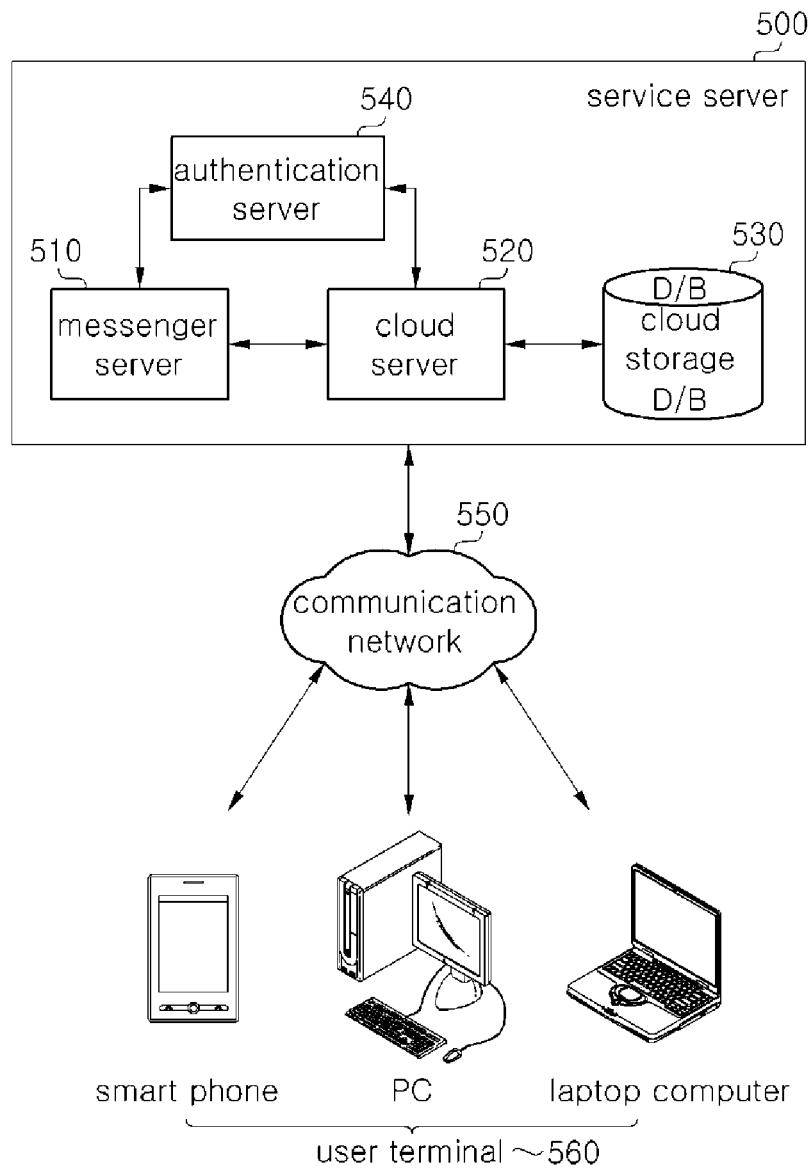 500
service server
540
authentication
server
510
messenger
server
520
cloud
server
530
D/B
cloud
storage
D/B
550
communication
network
smart phone
PC
laptop computer
user terminal ~560